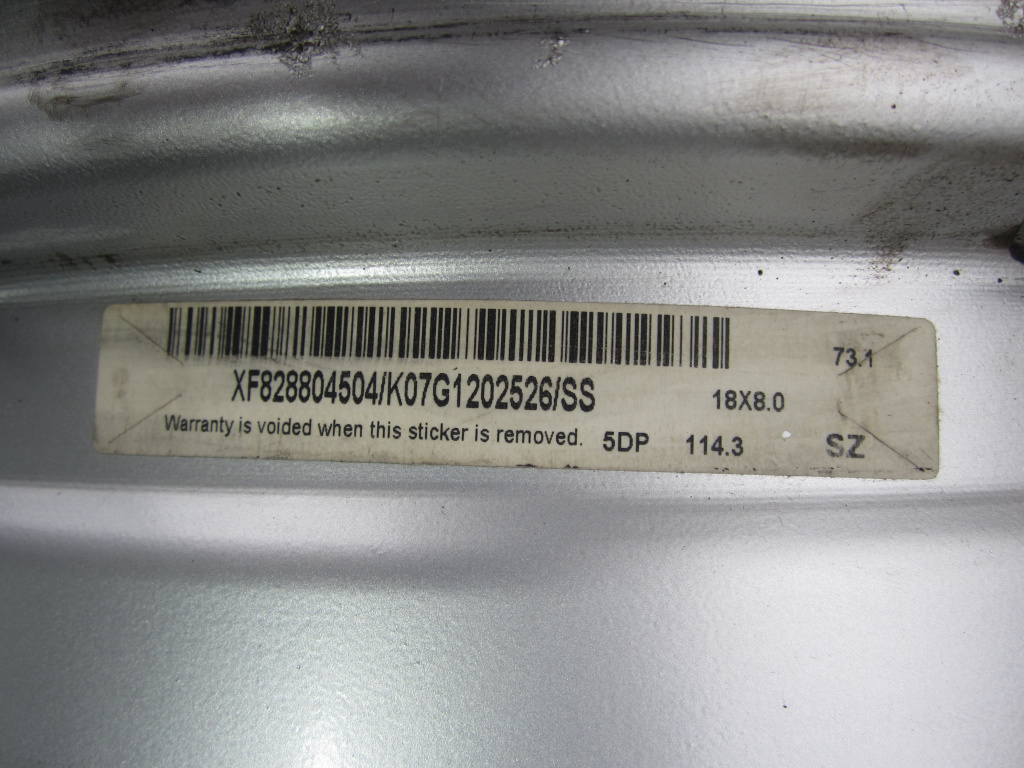 73.1
XF828804504/K07G1202526/SS 18X8.0
Warranty is voided when this sticker is removed. 5DP 114.3 SZ